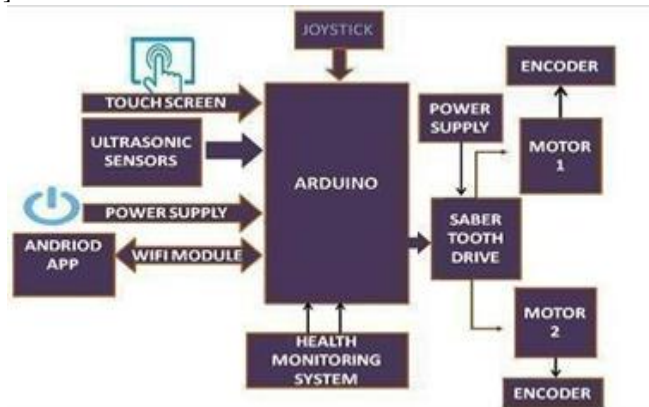 ]
JOYSTICK
TOUCH SCREEN
ULTRASONIC
SENSORS
POWER SUPPLY
ANDRIOD
APP
WIFI MODULE
ARDUINO
HEALTH
MONITORING
SYSTEM
POWER
SUPPLY
SABER
TOOTH
DRIVE
ENCODER
MOTOR
1
MOTOR
2
ENCODER